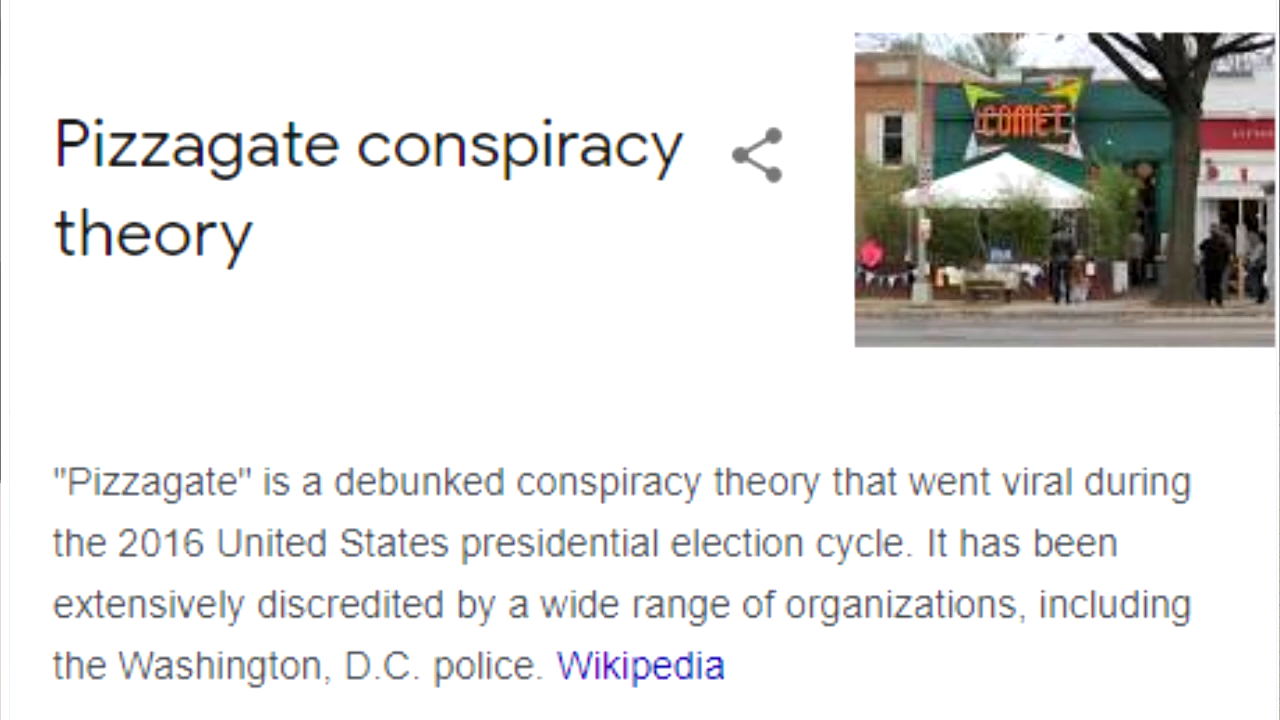 Pizzagate conspiracy
theory
COMET
"Pizzagate" is a debunked conspiracy theory that went viral during
the 2016 United States presidential election cycle. It has been
extensively discredited by a wide range of organizations, including
the Washington, D.C. police. Wikipedia